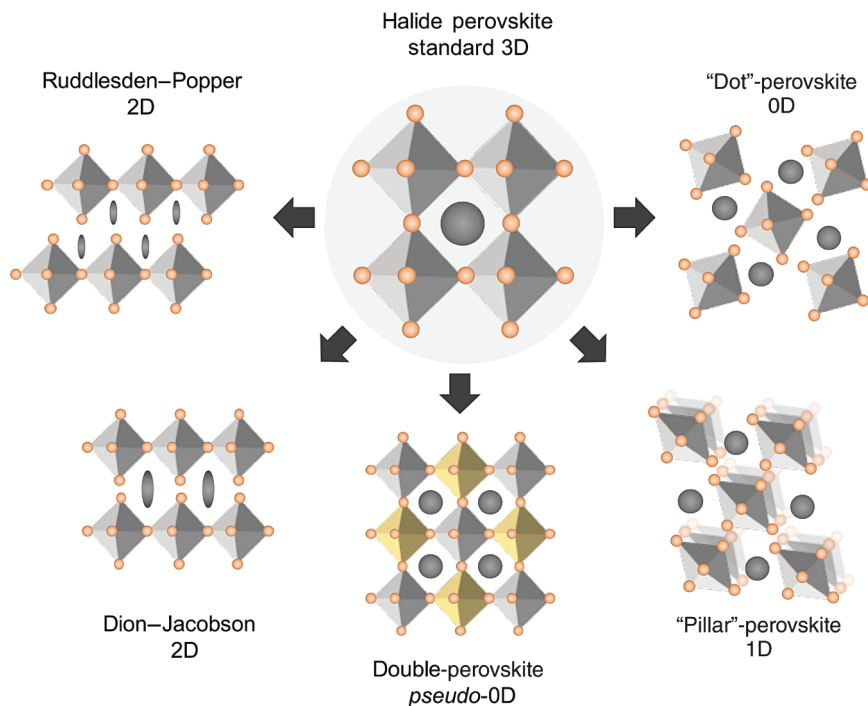 Halide perovskite
standard 3D
Ruddlesden–Popper
2D
“Dot”-perovskite
0D
Dion–Jacobson
2D
Double-perovskite
pseudo-0D
“Pillar”-perovskite
1D